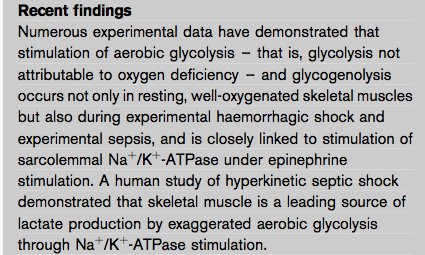 Recent findings
Numerous experimental data have demonstrated that
stimulation of aerobic glycolysis – that is, glycolysis not
attributable to oxygen deficiency – and glycogenolysis
occurs not only in resting, well-oxygenated skeletal muscles
but also during experimental haemorrhagic shock and
experimental sepsis, and is closely linked to stimulation of
sarcolemmal Na⁺/K⁺-ATPase under epinephrine
stimulation. A human study of hyperkinetic septic shock
demonstrated that skeletal muscle is a leading source of
lactate production by exaggerated aerobic glycolysis
through Na⁺/K⁺-ATPase stimulation.